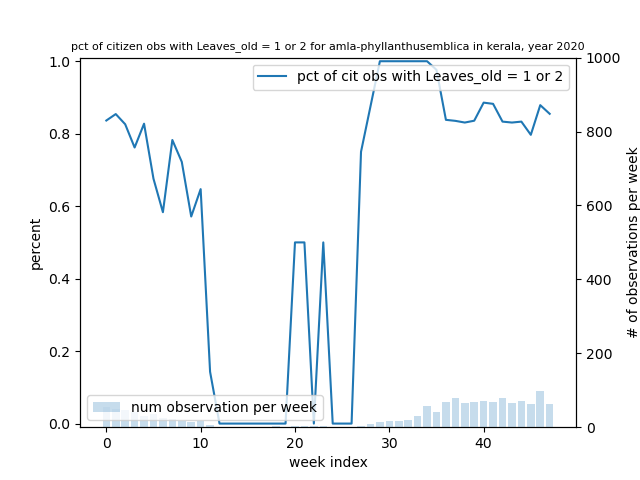 pct of citizen obs with Leaves_old = 1 or 2 for amla-phyllanthusemblica in kerala, year 2020
pct of cit obs with Leaves_old = 1 or 2
percent
1.0
0.8
0.6
0.4
0.2
0.0
1000
800
600
400
200
0
# of observations per week
num observation per week
0
10
20
30
40
week index